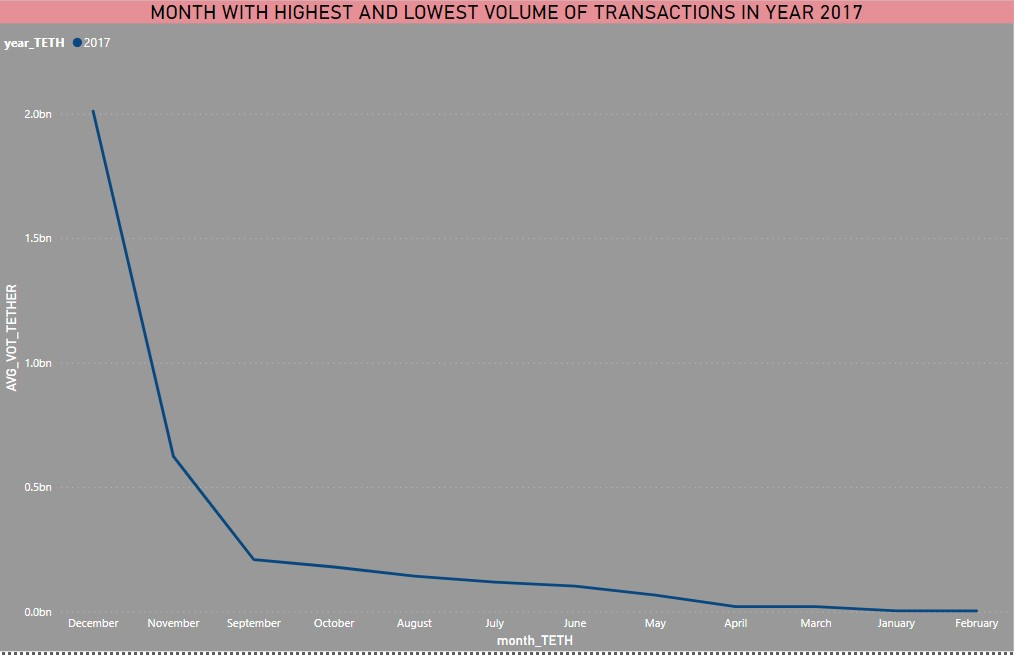 MONTH WITH HIGHEST AND LOWEST VOLUME OF TRANSACTIONS IN YEAR 2017
year_TETH 2017
2.0bn
1.5bn
1.0bn
0.5bn
0.0bn
AVG_VOT_TETHER
December November September October August July June May April March January February
month_TETH